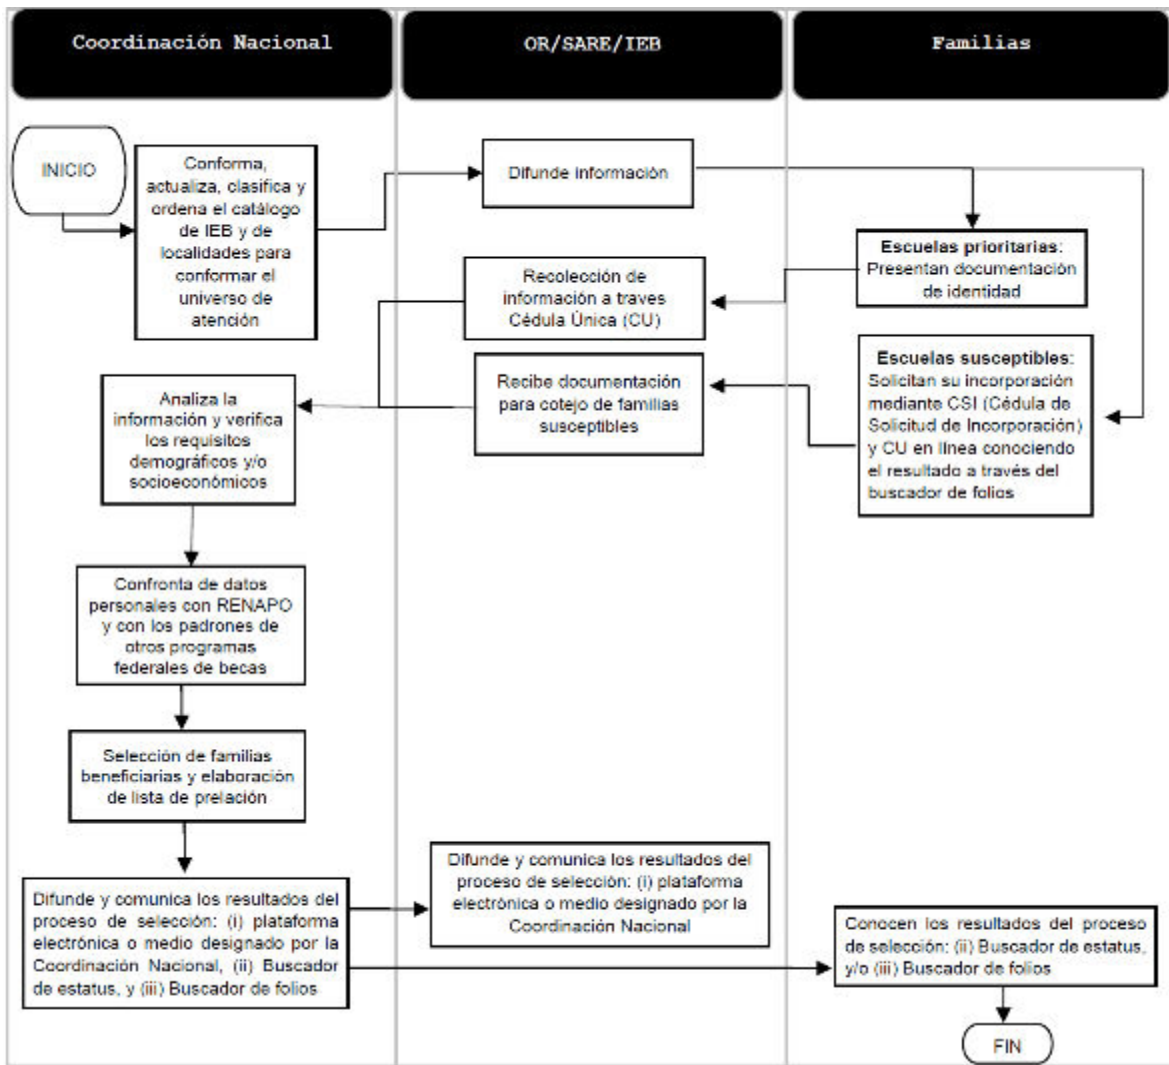 Coordinación Nacional
OR/SARE/IEB
Familias
INICIO
Conforma,
actualiza, clasifica y
ordena el catálogo
de IEB y de
localidades para
conformar el
universo de
atención
Difunde información
Escuelas prioritarias:
Presentan documentación
de identidad
Recolección de
información a traves
Cédula Única (CU)
Escuelas susceptibles:
Solicitan su incorporación
mediante CSI (Cédula de
Solicitud de Incorporación)
y CU en línea conociendo
el resultado a través del
buscador de folios
Recibe documentación
para cotejo de familias
susceptibles
Analiza la
información y verifica
los requisitos
demográficos y/o
socioeconómicos
Confronta de datos
personales con RENAPO
y con los padrones de
otros programas
federales de becas
Selección de familias
beneficiarias y elaboración
de lista de prelación
Difunde y comunica los resultados del
proceso de selección: (i) plataforma
electrónica o medio designado por la
Coordinación Nacional, (ii) Buscador
de estatus, y (iii) Buscador de folios
Difunde y comunica los resultados del
proceso de selección: (i) plataforma
electrónica o medio designado por la
Coordinación Nacional
Conocen los resultados del proceso
de selección: (ii) Buscador de estatus,
y/o (iii) Buscador de folios
FIN